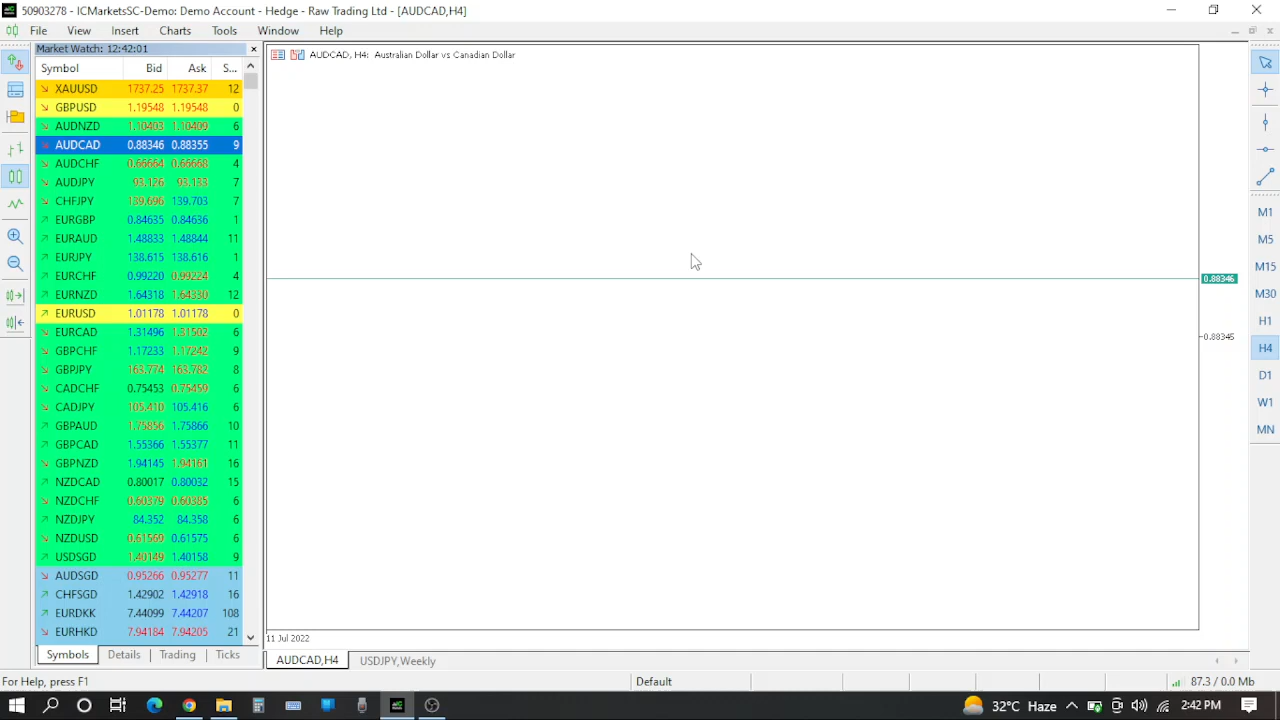 50903278 - ICMarketsSC-Demo: Demo Account - Hedge - Raw Trading Ltd - [AUDCAD,H4]
File View Insert Charts Tools Window Help
Market Watch: 12:42:01
Symbol Bid Ask S...
XAUUSD 1737.25 1737.37 12
GBPUSD 1.19548 1.19548 0
AUDNZD 1.10403 1.10409 6
AUDCAD 0.88346 0.88355 9
AUDCHF 0.66664 0.66668 4
AUDJPY 93.126 93.133 7
CHFJPY 139.696 139.703 7
EURGBP 0.84635 0.84636 1
EURAUD 1.48833 1.48844 11
EURJPY 138.615 138.616 1
EURCHF 0.99220 0.99224 4
EURNZD 1.64318 1.64330 12
EURUSD 1.01178 1.01178 0
EURCAD 1.31496 1.31502 6
GBPCHF 1.17233 1.17242 9
GBPJPY 163.774 163.782 8
CADCHF 0.75453 0.75459 6
CADJPY 105.410 105.416 6
GBPAUD 1.75856 1.75866 10
GBPCAD 1.55366 1.55377 11
GBPNZD 1.94145 1.94161 16
NZDCAD 0.80017 0.80032 15
NZDCHF 0.60379 0.60385 6
NZDJPY 84.352 84.358 6
NZDUSD 0.61569 0.61575 6
USDSGD 1.40149 1.40158 9
AUDSGD 0.95266 0.95277 11
CHFSGD 1.42902 1.42918 16
EURDKK 7.44099 7.44207 108
EURHKD 7.94184 7.94205 21
Symbols Details Trading Ticks
AUDCAD, H4: Australian Dollar vs Canadian Dollar
0.88346
0.88345
11 Jul 2022
AUDCAD,H4 USDJPY,Weekly
M1
M5
M15
M30
H1
H4
D1
W1
MN
For Help, press F1 Default 87.3 / 0.0 Mb
32°C Haze 2:42 PM